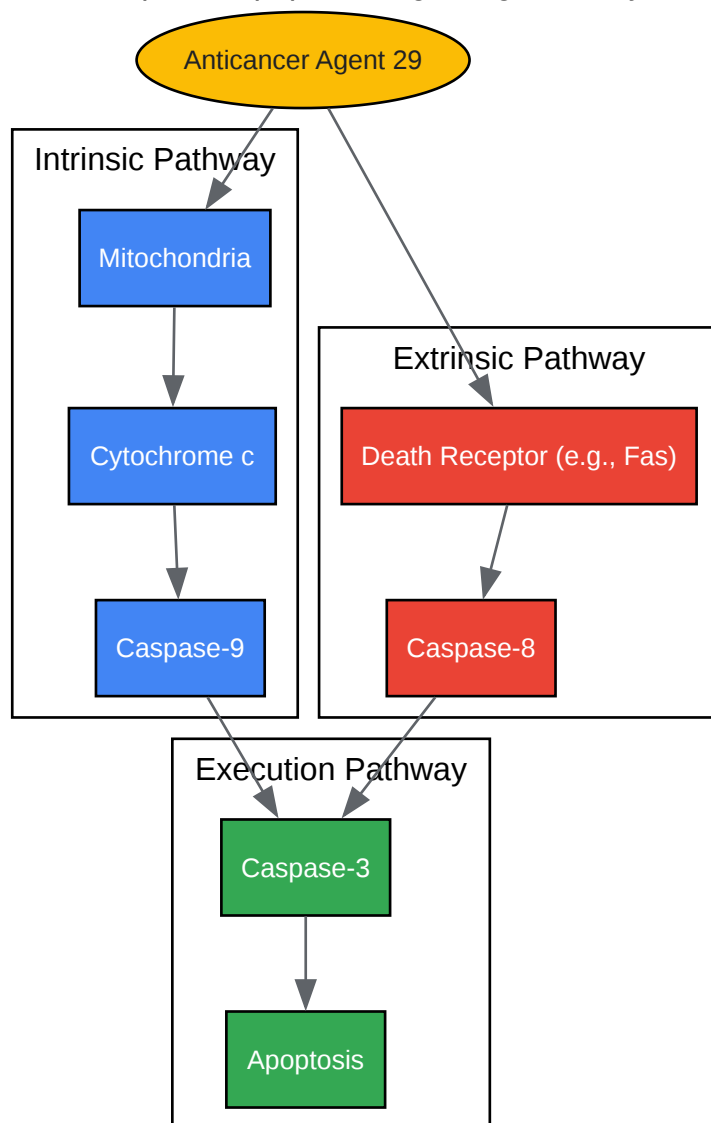 Anticancer Agent 29
Intrinsic Pathway
Mitochondria
Cytochrome c
Caspase-9
Extrinsic Pathway
Death Receptor (e.g., Fas)
Caspase-8
Execution Pathway
Caspase-3
Apoptosis